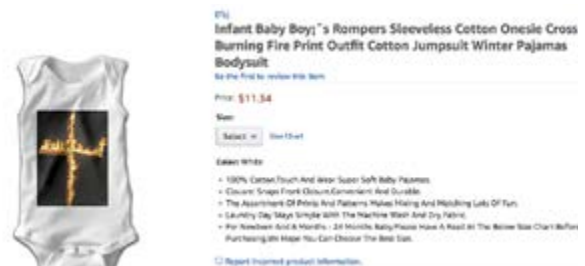 Infant Baby Boy;¨s Rompers Sleeveless Cotton Onesie Cross
Burning Fire Print Outfit Cotton Jumpsuit Winter Pajamas
Bodysuit
Be the first to review this item
Price: $11.54
Size:
Select Size Chart
Color: White
100% Cotton,Touch And Wear Super Soft Baby Pajamas.
Closure: Snaps Front Closure,Convenient And Durable.
The Assortment Of Prints And Patterns Makes Mixing And Matching Lots Of Fun.
Laundry Day Stays Simple With The Machine Wash And Dry Fabric.
For Newborn And 6 Months - 24 Months Baby,Please Have A Read At The Below Size Chart Before
Purchasing,We Hope You Can Choose The Best Size.
Report incorrect product information.